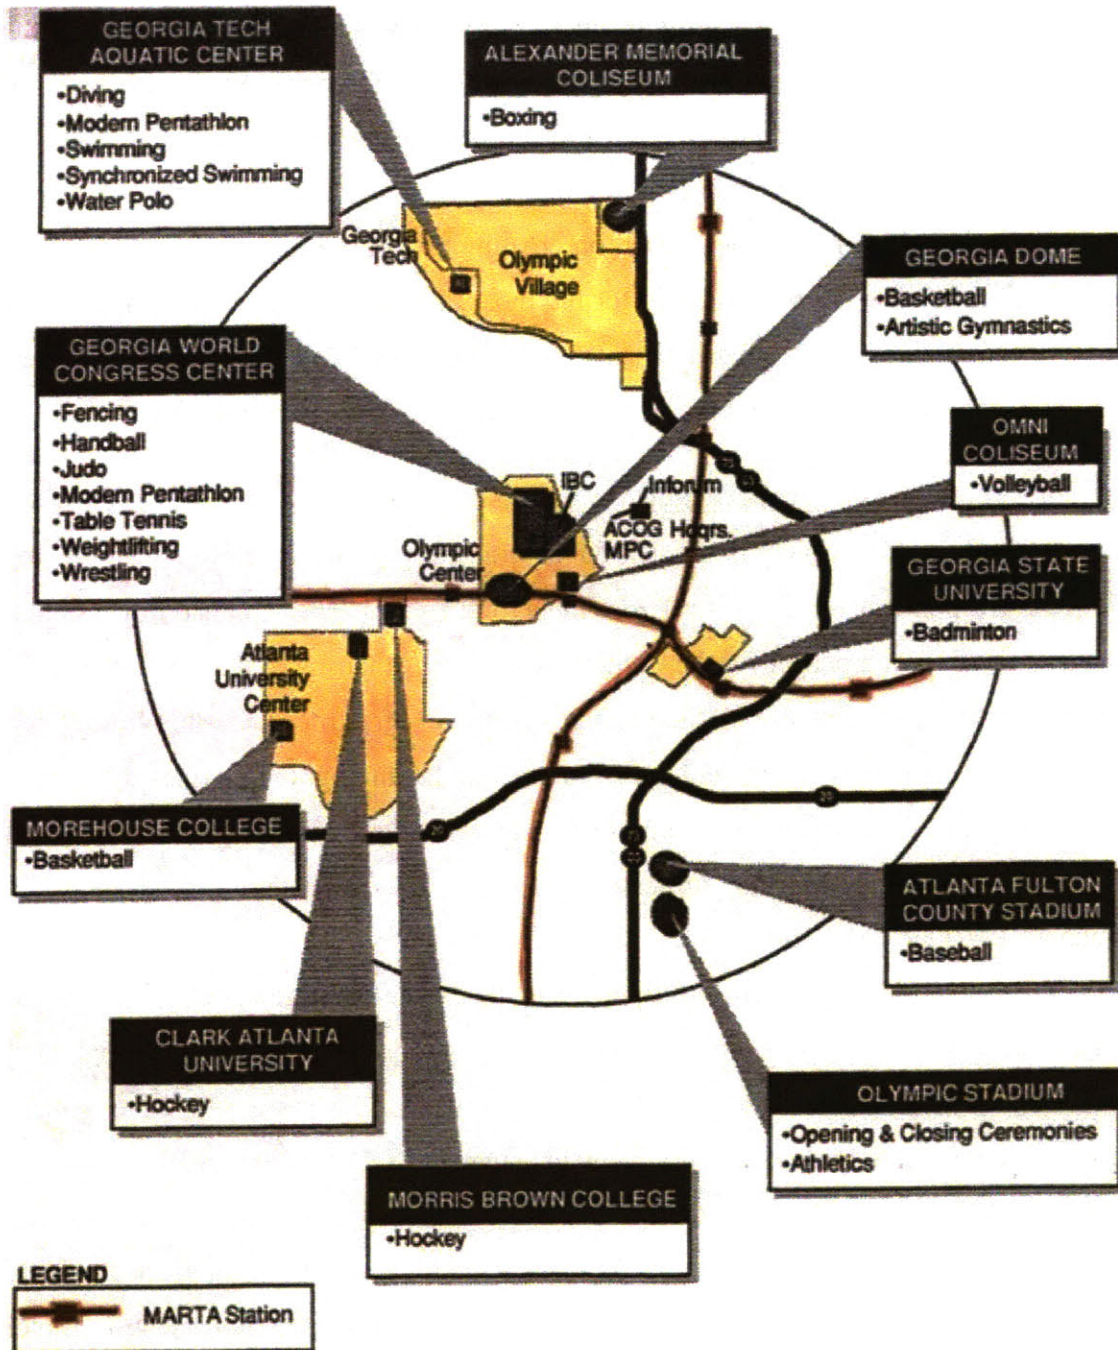 GEORGIA TECH
AQUATIC CENTER
•Diving
•Modern Pentathlon
•Swimming
•Synchronized Swimming
•Water Polo
ALEXANDER MEMORIAL
COLISEUM
•Boxing
Georgia
Tech
Olympic
Village
GEORGIA DOME
•Basketball
•Artistic Gymnastics
GEORGIA WORLD
CONGRESS CENTER
•Fencing
•Handball
•Judo
•Modern Pentathlon
•Table Tennis
•Weightlifting
•Wrestling
OMNI
COLISEUM
•Volleyball
IBC
Inforum
ACOG Hdqrs.
MPC
Olympic
Center
GEORGIA STATE
UNIVERSITY
•Badminton
Atlanta
University
Center
MOREHOUSE COLLEGE
•Basketball
20
20
ATLANTA FULTON
COUNTY STADIUM
•Baseball
CLARK ATLANTA
UNIVERSITY
•Hockey
OLYMPIC STADIUM
•Opening & Closing Ceremonies
•Athletics
MORRIS BROWN COLLEGE
•Hockey
LEGEND
MARTA Station